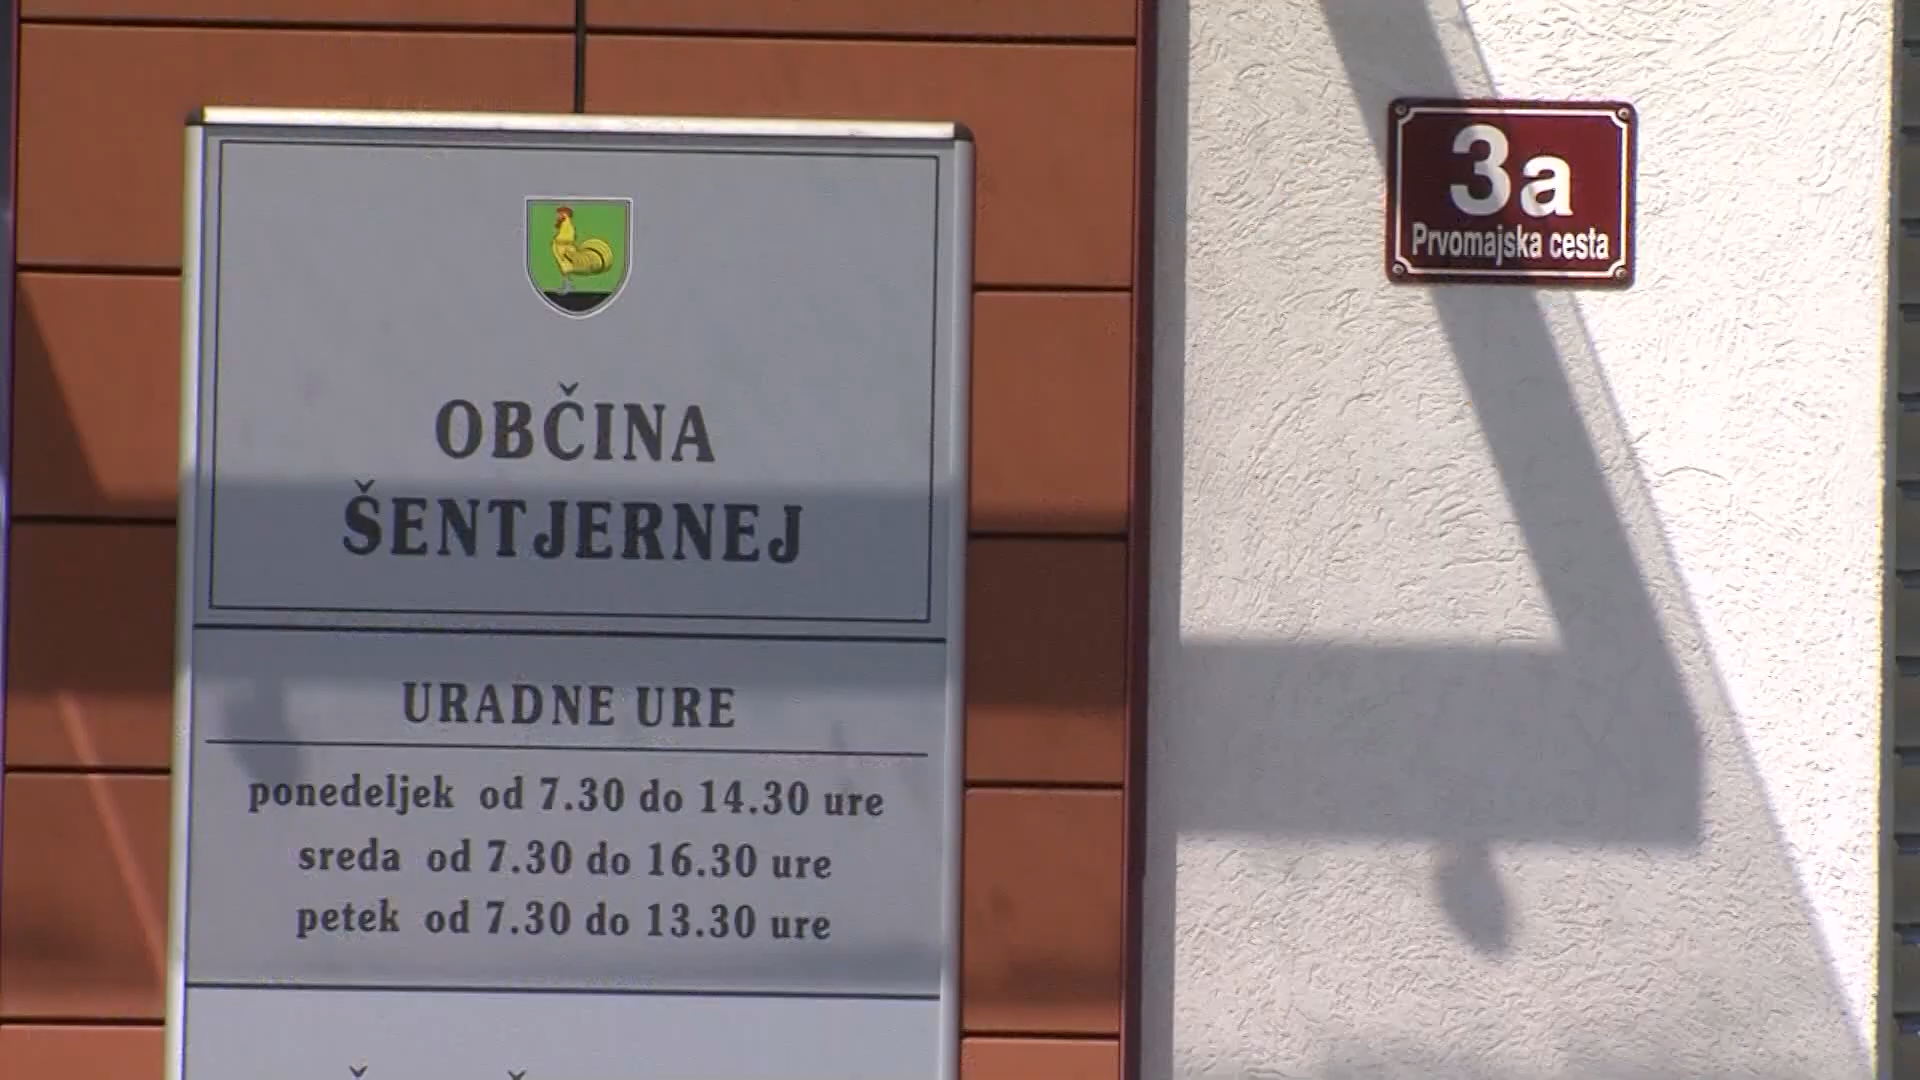 OBČINA
ŠENTJERNEJ
URADNE URE
ponedeljek od 7.30 do 14.30 ure
sreda od 7.30 do 16.30 ure
petek od 7.30 do 13.30 ure
3a
Prvomajska cesta